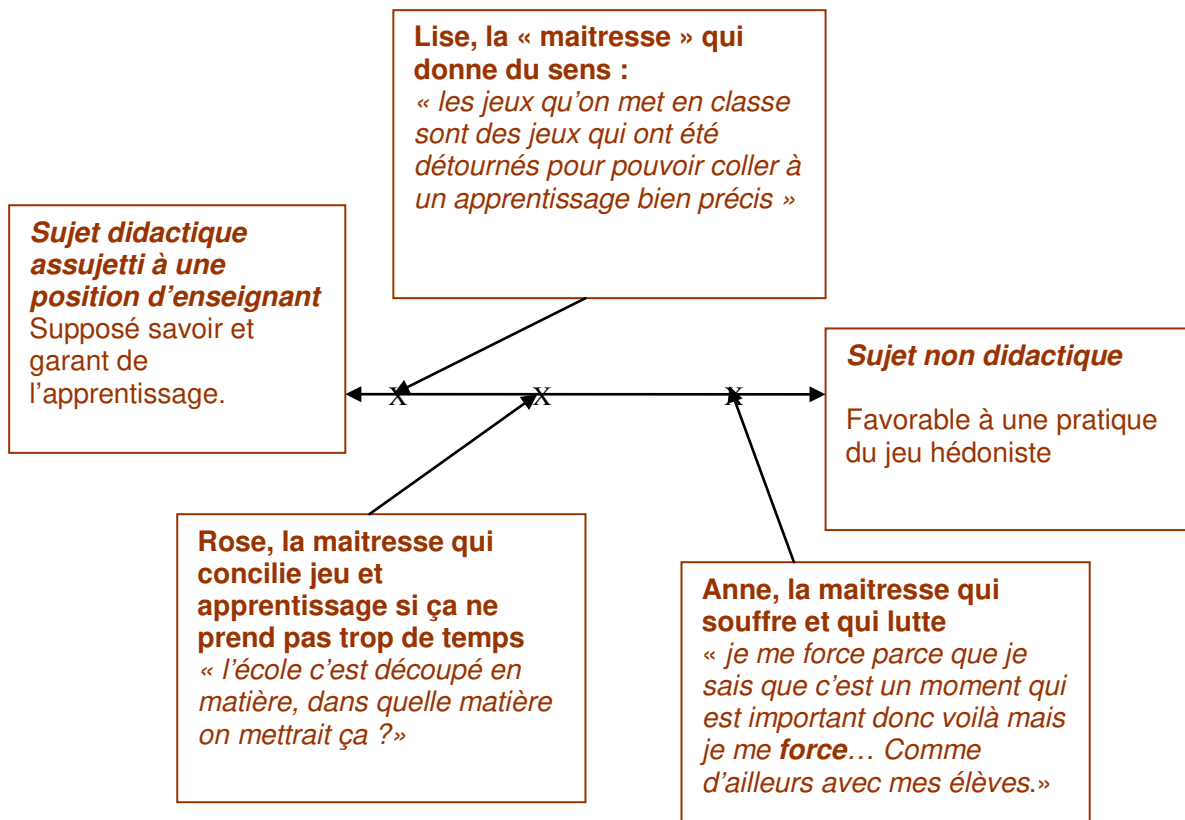 Lise, la « maitresse » qui
donne du sens :
« les jeux qu’on met en classe
sont des jeux qui ont été
détournés pour pouvoir coller à
un apprentissage bien précis »
Sujet didactique
assujetti à une
position d’enseignant
Supposé savoir et
garant de
l’apprentissage.
Sujet non didactique
Favorable à une pratique
du jeu hédoniste
X
X
X
Rose, la maitresse qui
concilie jeu et
apprentissage si ça ne
prend pas trop de temps
« l’école c’est découpé en
matière, dans quelle matière
on mettrait ça ?»
Anne, la maitresse qui
souffre et qui lutte
« je me force parce que je
sais que c’est un moment qui
est important donc voilà mais
je me force… Comme
d’ailleurs avec mes élèves.»